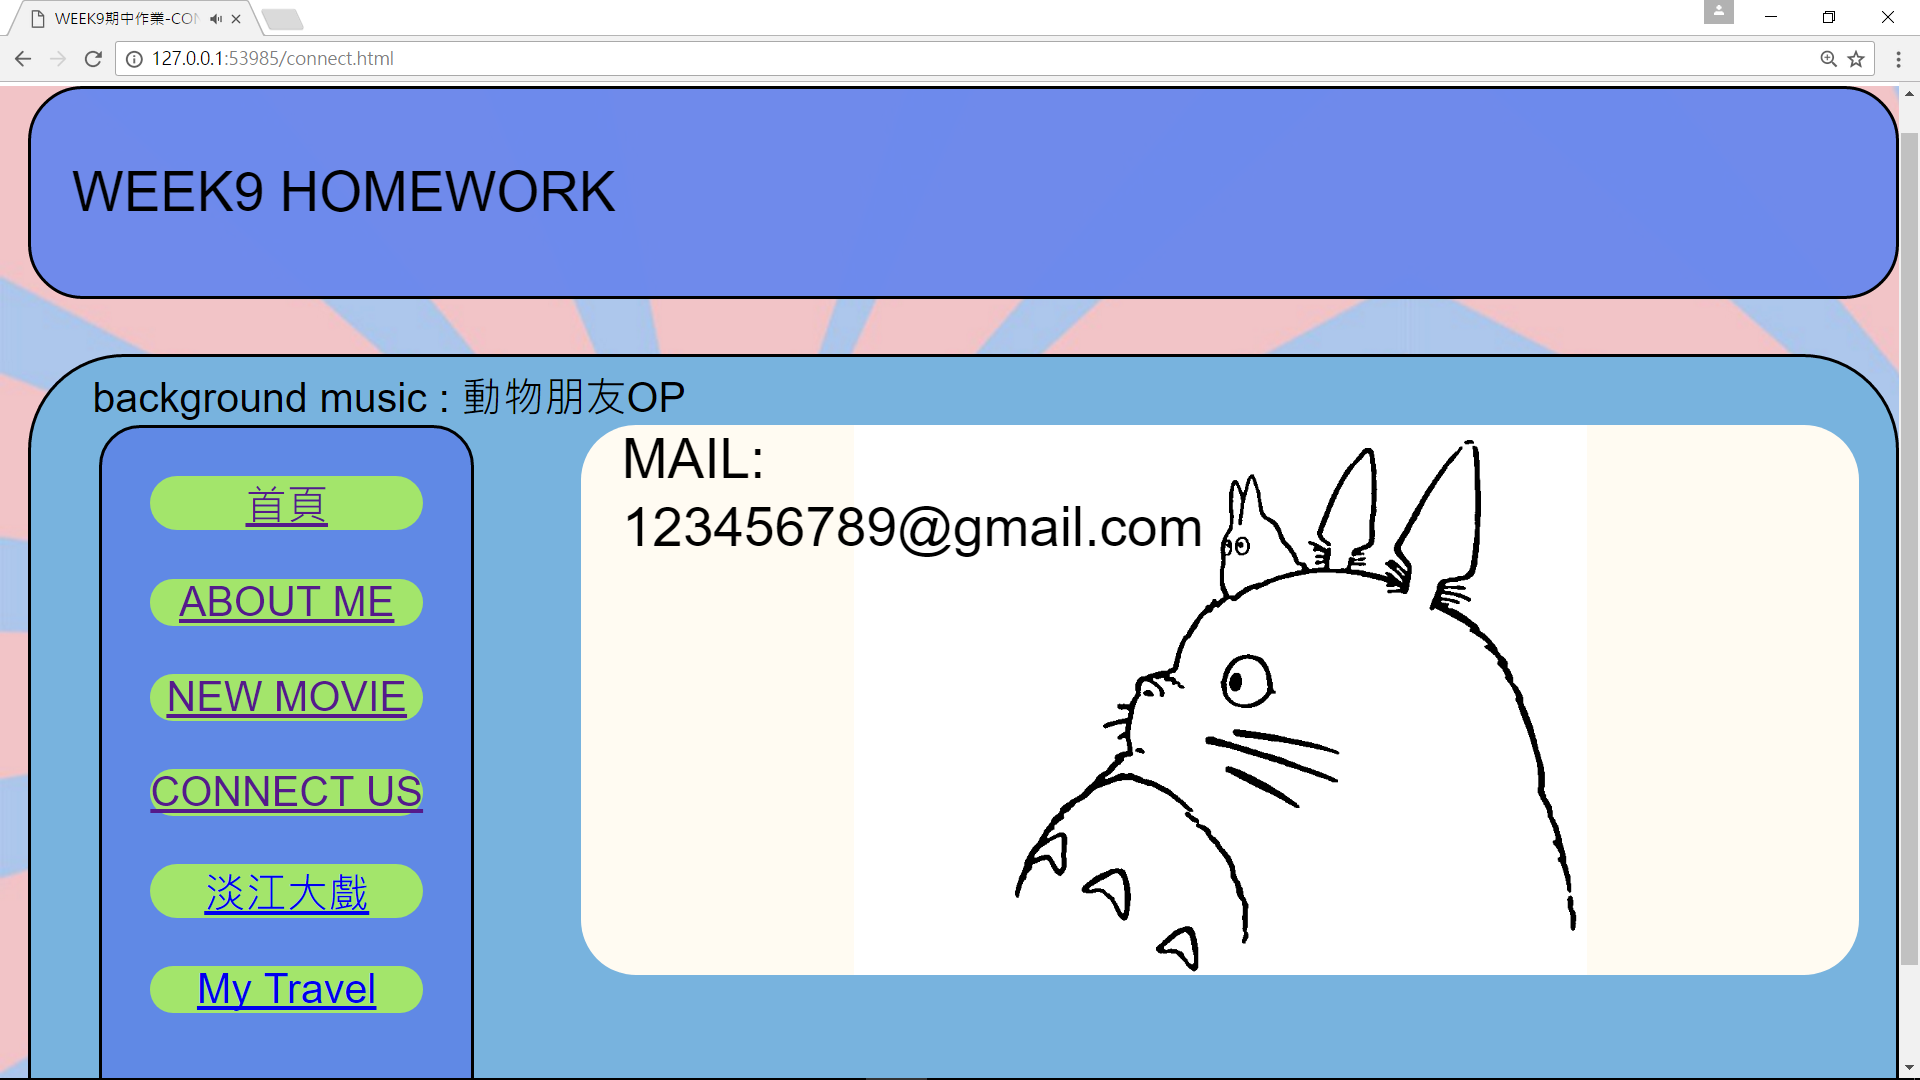 WEEK9期中作業-CON
127.0.0.1:53985/connect.html
WEEK9 HOMEWORK
background music : 動物朋友OP
首頁
ABOUT ME
NEW MOVIE
CONNECT US
淡江大戲
My Travel
MAIL:
123456789@gmail.com